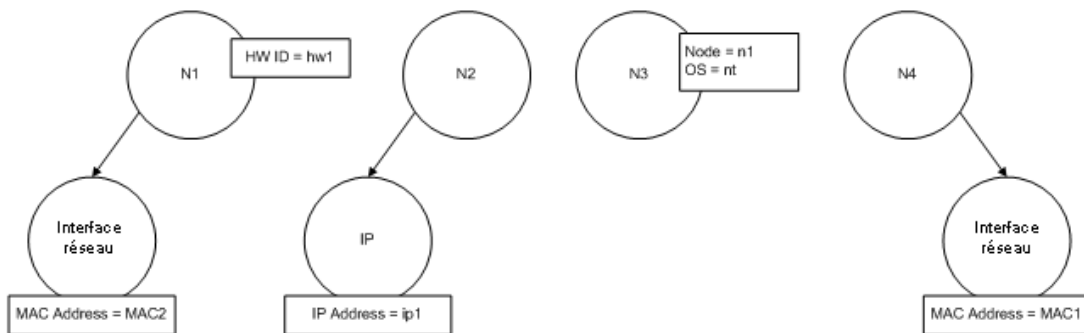 N1
HW ID = hw1
N2
N3
Node = n1
OS = nt
N4
Interface
réseau
MAC Address = MAC2
IP
IP Address = ip1
Interface
réseau
MAC Address = MAC1